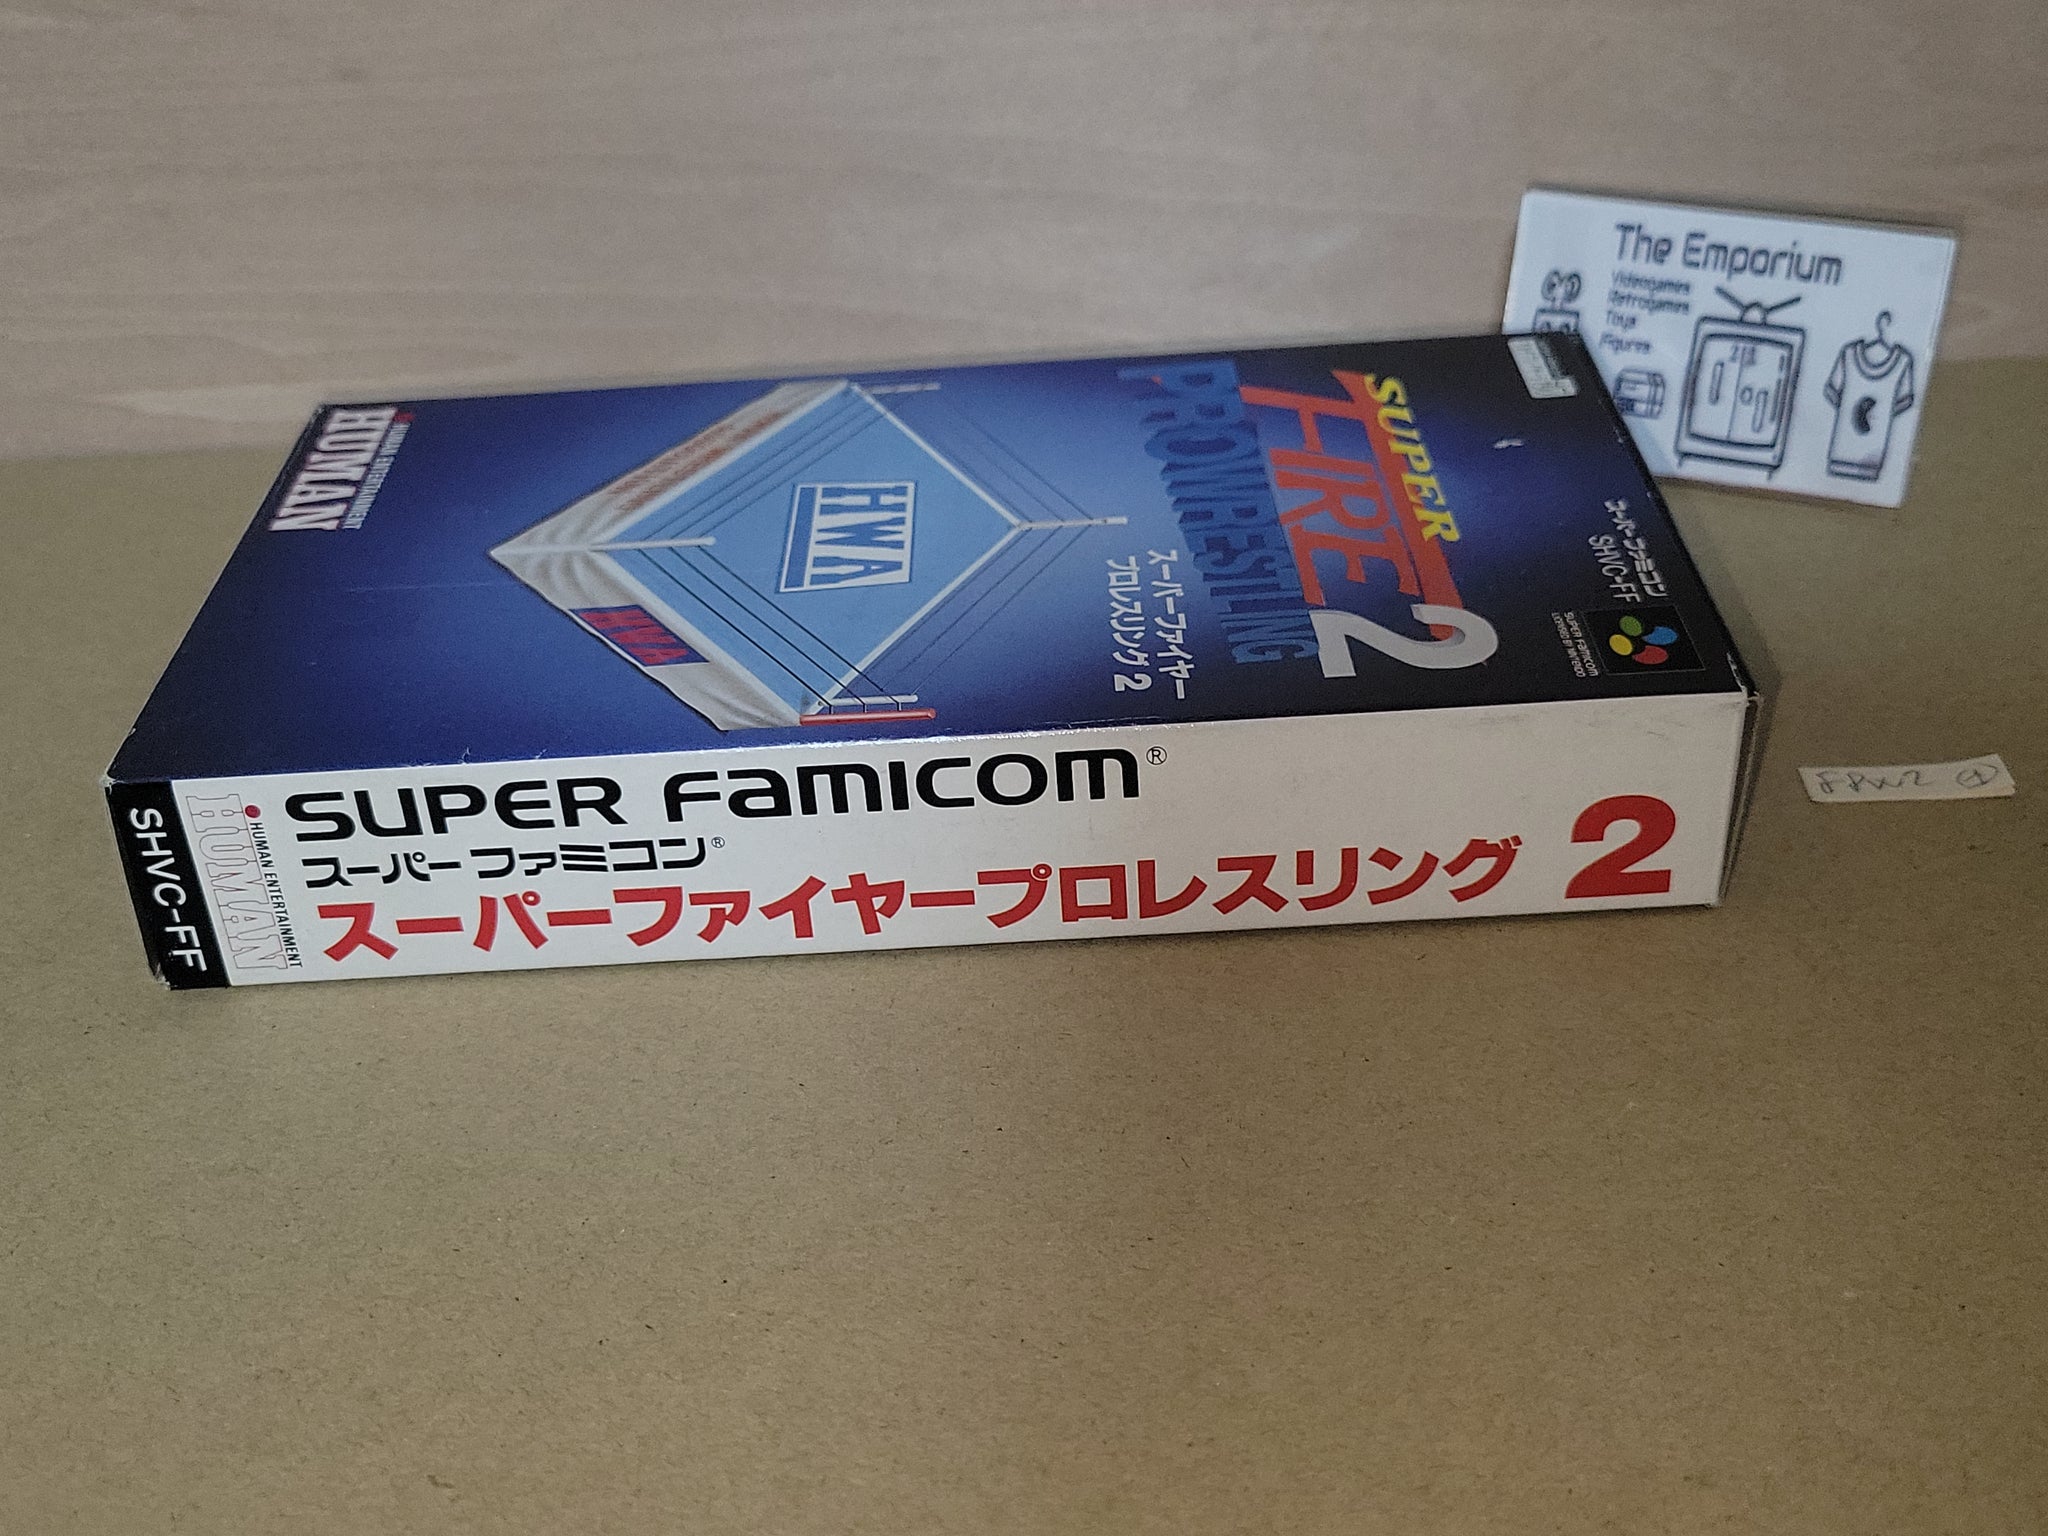 The Emporium
Videogames
Retrogames
Toys
Figures
スーパーファミコン
SHVC-FF
SUPER Famicom
LICENSED BY NINTENDO
SUPER
FIRE
PROWRESTLING
2
スーパーファイヤー
プロレスリング2
HWA
HWA
HUMAN ENTERTAINMENT
HUMAN
SHVC-FF
HUMAN ENTERTAINMENT
HUMAN
SUPER FAMICOM®
スーパーファミコン®
スーパーファイヤープロレスリング 2